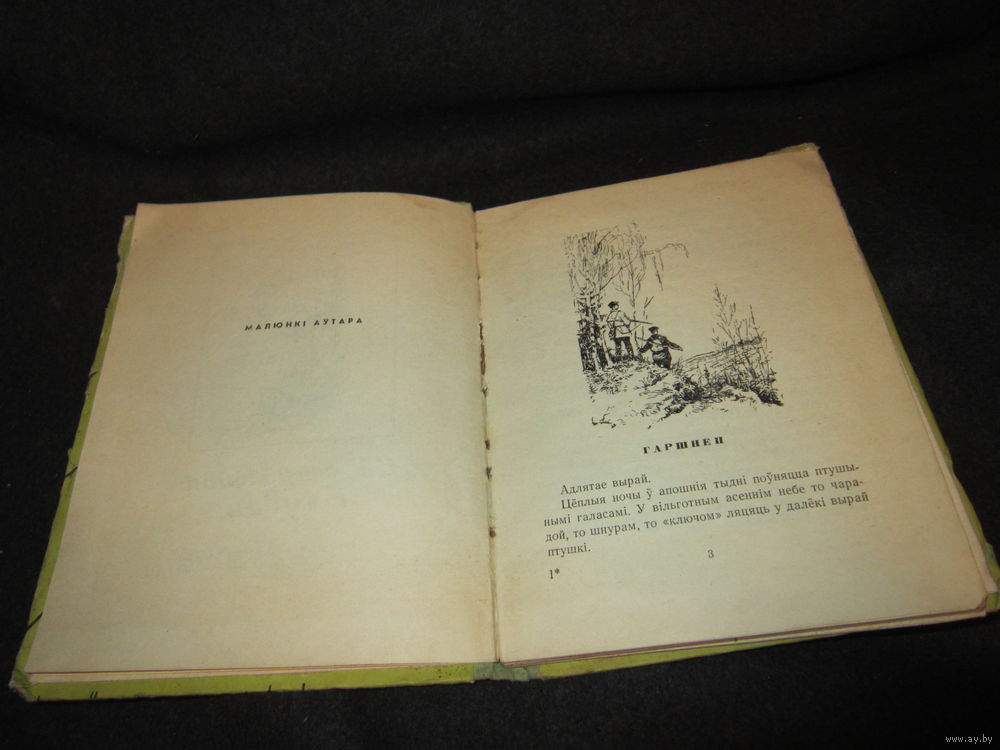 МАЛЮНКІ АЎТАРА
ГАРШНЕП
Адлятае вырай.
Цёплыя ночы ў апошнія тыдні поўняцца птушы-
нымі галасамі. У вільготным асеннім небе то чара-
дой, то шнурам, то «ключом» ляцяць у далёкі вырай
птушкі.
3
1*
www.ay.by